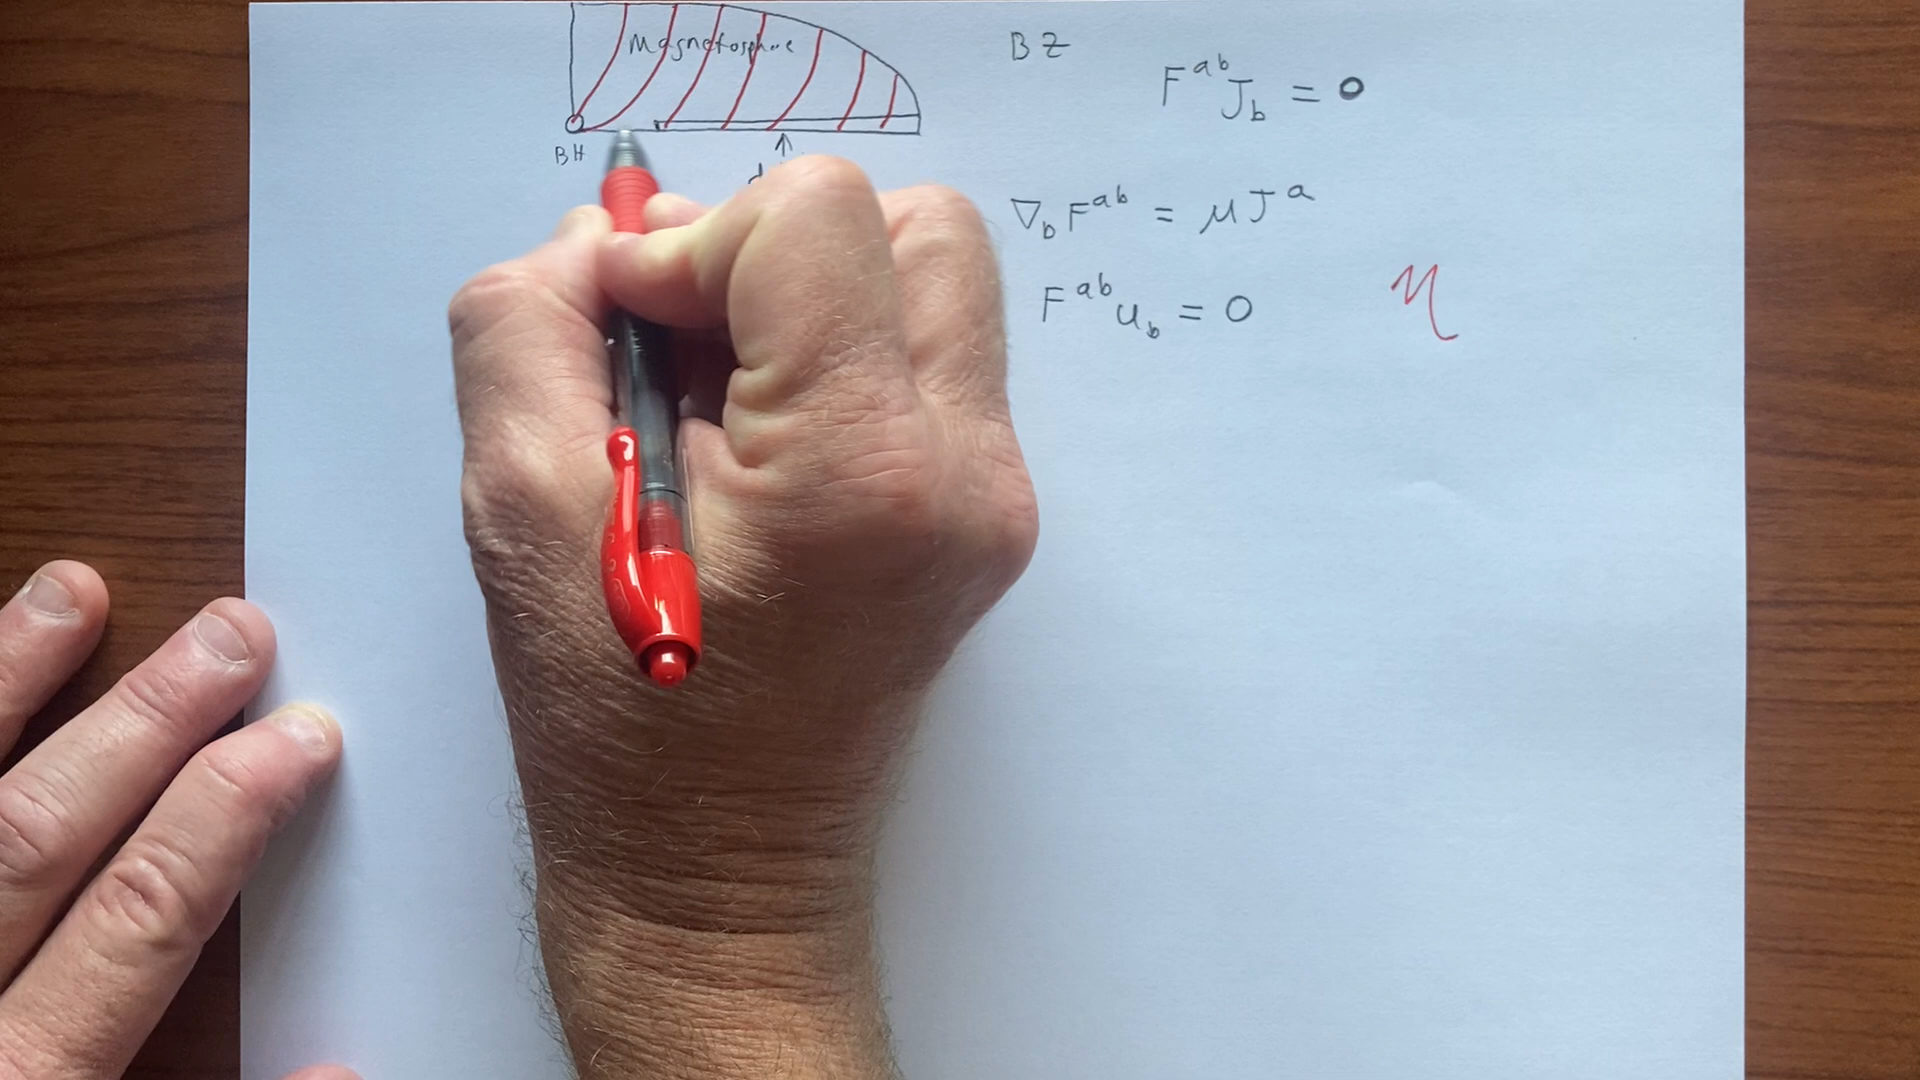 Magnetosphere
BH
BZ
F^{ab} J_b = 0
∇_b F^{ab} = μ J^a
F^{ab} u_b = 0
η